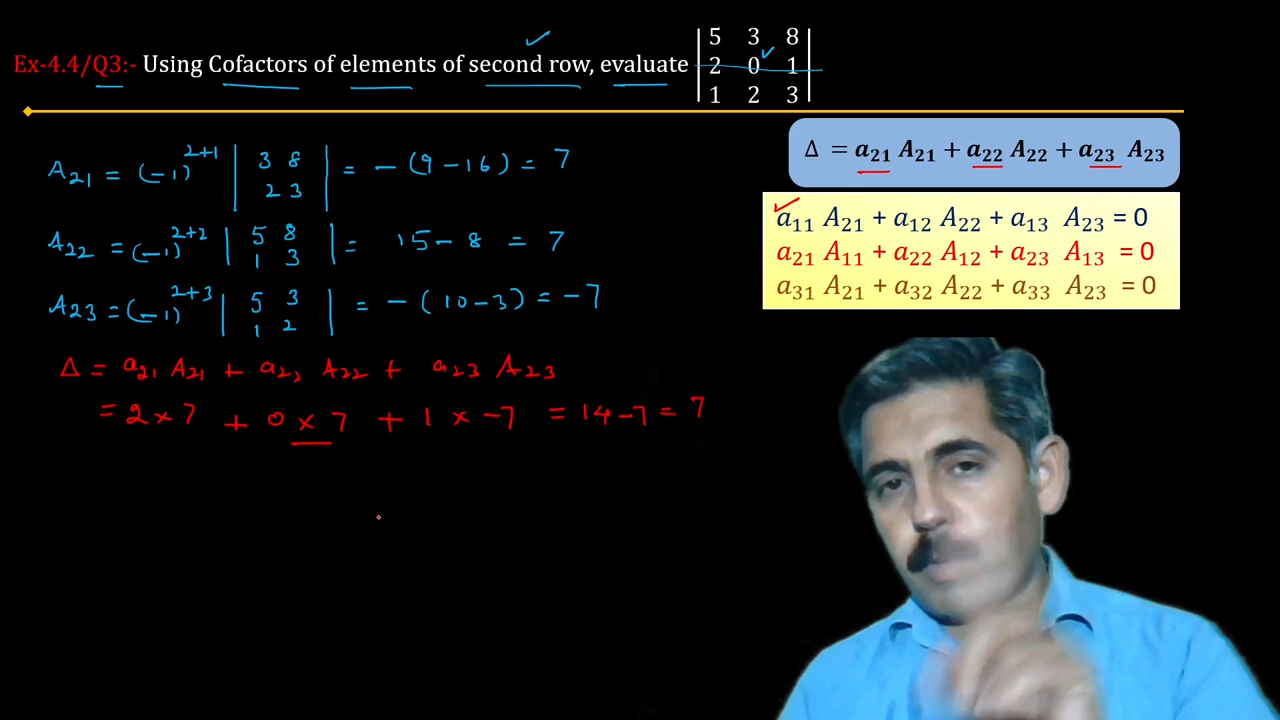 Ex-4.4/Q3:- Using Cofactors of elements of second row, evaluate
5 3 8
2 0 1
1 2 3
Δ = a₂₁ A₂₁ + a₂₂ A₂₂ + a₂₃ A₂₃
a₁₁ A₂₁ + a₁₂ A₂₂ + a₁₃ A₂₃ = 0
a₂₁ A₁₁ + a₂₂ A₁₂ + a₂₃ A₁₃ = 0
a₃₁ A₂₁ + a₃₂ A₂₂ + a₃₃ A₂₃ = 0
A₂₁ = (-1)²⁺¹ | 3 8 | = - (9 - 16) = 7
2 3
A₂₂ = (-1)²⁺² | 5 8 | = 15 - 8 = 7
1 3
A₂₃ = (-1)²⁺³ | 5 3 | = - (10 - 3) = -7
1 2
Δ = a₂₁ A₂₁ + a₂₂ A₂₂ + a₂₃ A₂₃
= 2 × 7 + 0 × 7 + 1 × -7 = 14 - 7 = 7